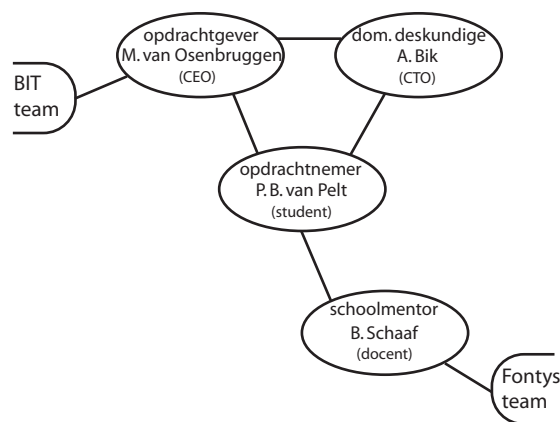 opdrachtgever
M. van Osenbruggen
(CEO)
dom. deskundige
A. Bik
(CTO)
BIT
team
opdrachtnemer
P. B. van Pelt
(student)
schoolmentor
B. Schaaf
(docent)
Fontys
team